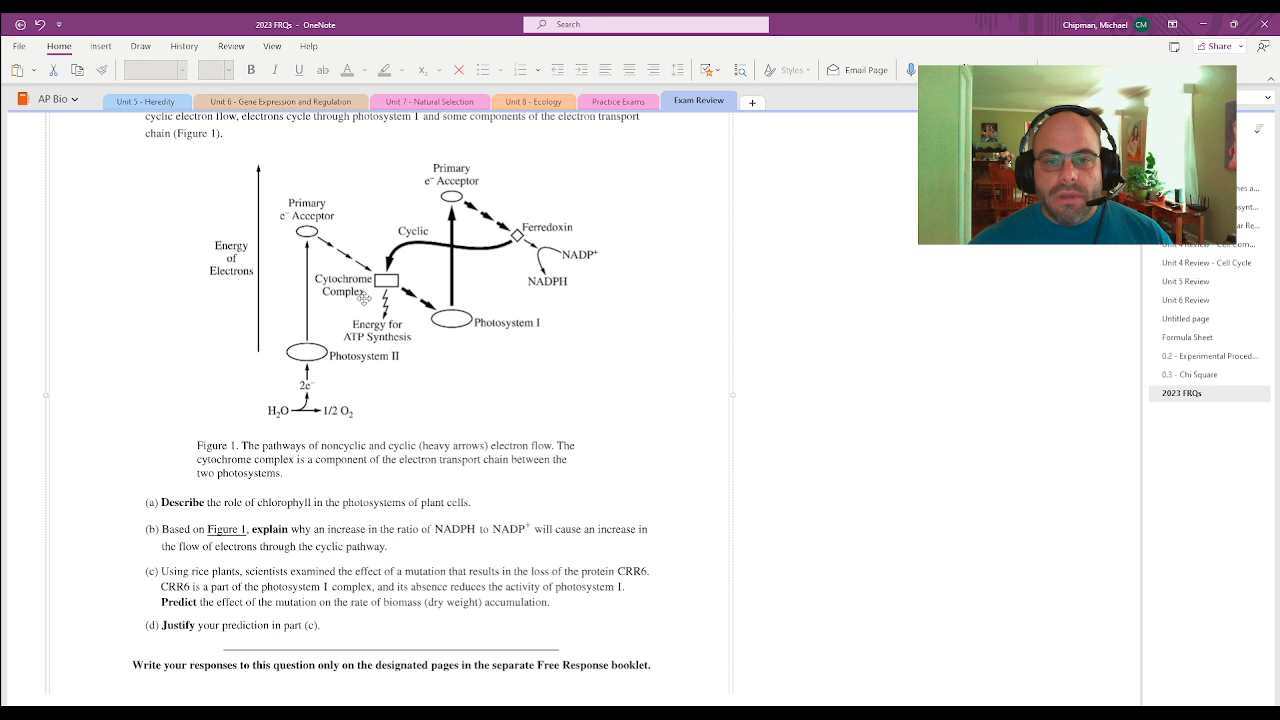 2023 FRQs - OneNote
Search
Chipman, Michael
CM
File
Home
Insert
Draw
History
Review
View
Help
Share
Styles
Email Page
AP Bio
Unit 5 - Heredity
Unit 6 - Gene Expression and Regulation
Unit 7 - Natural Selection
Unit 8 - Ecology
Practice Exams
Exam Review
cyclic electron flow, electrons cycle through photosystem I and some components of the electron transport
chain (Figure 1).
Primary
e⁻ Acceptor
Primary
e⁻ Acceptor
Energy
of
Electrons
Cyclic
Ferredoxin
NADP⁺
NADPH
Cytochrome
Complex
Energy for
ATP Synthesis
Photosystem I
Photosystem II
2e⁻
H₂O
1/2 O₂
Figure 1. The pathways of noncyclic and cyclic (heavy arrows) electron flow. The
cytochrome complex is a component of the electron transport chain between the
two photosystems.
(a) Describe the role of chlorophyll in the photosystems of plant cells.
(b) Based on Figure 1, explain why an increase in the ratio of NADPH to NADP⁺ will cause an increase in
the flow of electrons through the cyclic pathway.
(c) Using rice plants, scientists examined the effect of a mutation that results in the loss of the protein CRR6.
CRR6 is a part of the photosystem I complex, and its absence reduces the activity of photosystem I.
Predict the effect of the mutation on the rate of biomass (dry weight) accumulation.
(d) Justify your prediction in part (c).
Write your responses to this question only on the designated pages in the separate Free Response booklet.
Unit 4 Review - Cell Cycle
Unit 5 Review
Unit 6 Review
Untitled page
Formula Sheet
0.2 - Experimental Proced...
0.3 - Chi Square
2023 FRQs